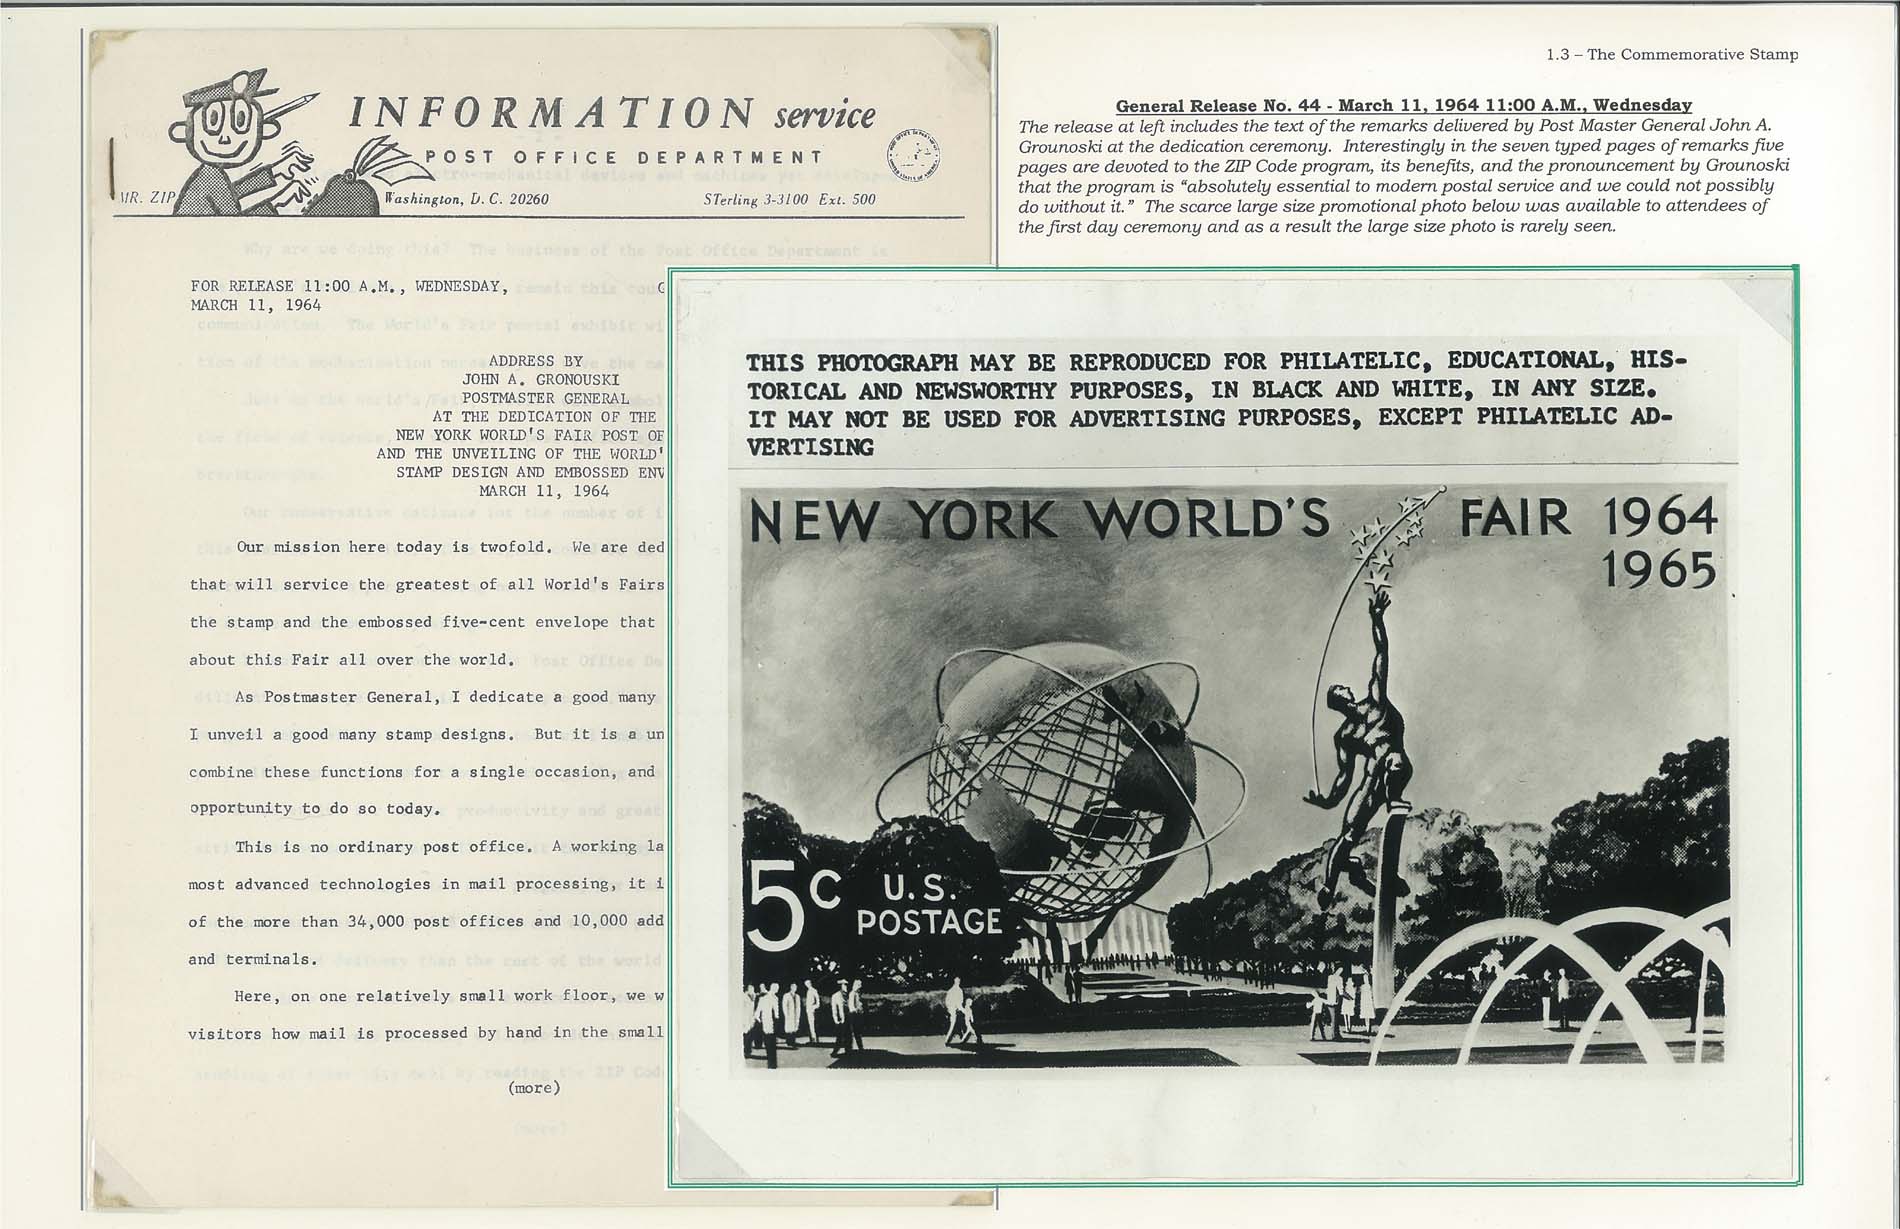 1.3 – The Commemorative Stamp
General Release No. 44 - March 11, 1964 11:00 A.M., Wednesday
The release at left includes the text of the remarks delivered by Post Master General John A.
Grounoski at the dedication ceremony.  Interestingly in the seven typed pages of remarks five
pages are devoted to the ZIP Code program, its benefits, and the pronouncement by Grounoski
that the program is “absolutely essential to modern postal service and we could not possibly
do without it.”  The scarce large size promotional photo below was available to attendees of
the first day ceremony and as a result the large size photo is rarely seen.
INFORMATION service
POST OFFICE DEPARTMENT
MR. ZIP
Washington, D. C. 20260
STerling 3-3100 Ext. 500
FOR RELEASE 11:00 A.M., WEDNESDAY,
MARCH 11, 1964
ADDRESS BY
JOHN A. GRONOUSKI
POSTMASTER GENERAL
AT THE DEDICATION OF THE
NEW YORK WORLD'S FAIR POST OF
AND THE UNVEILING OF THE WORLD'
STAMP DESIGN AND EMBOSSED ENV
MARCH 11, 1964
Our mission here today is twofold.  We are ded
that will service the greatest of all World's Fairs
the stamp and the embossed five-cent envelope that
about this Fair all over the world.
As Postmaster General, I dedicate a good many
I unveil a good many stamp designs.  But it is a un
combine these functions for a single occasion, and
opportunity to do so today.
This is no ordinary post office.  A working la
most advanced technologies in mail processing, it i
of the more than 34,000 post offices and 10,000 add
and terminals.
Here, on one relatively small work floor, we w
visitors how mail is processed by hand in the small
(more)
THIS PHOTOGRAPH MAY BE REPRODUCED FOR PHILATELIC, EDUCATIONAL, HIS-
TORICAL AND NEWSWORTHY PURPOSES, IN BLACK AND WHITE, IN ANY SIZE.
IT MAY NOT BE USED FOR ADVERTISING PURPOSES, EXCEPT PHILATELIC AD-
VERTISING
NEW YORK WORLD'S FAIR 1964
1965
5c U.S.
POSTAGE